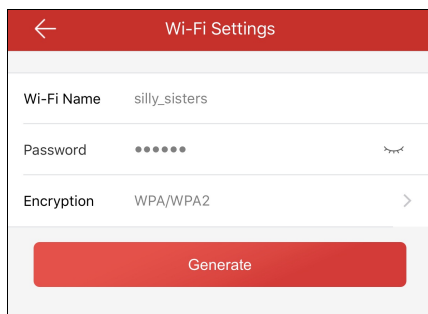 Wi-Fi Settings
Wi-Fi Name silly_sisters
Password ●●●●●●
Encryption WPA/WPA2
Generate